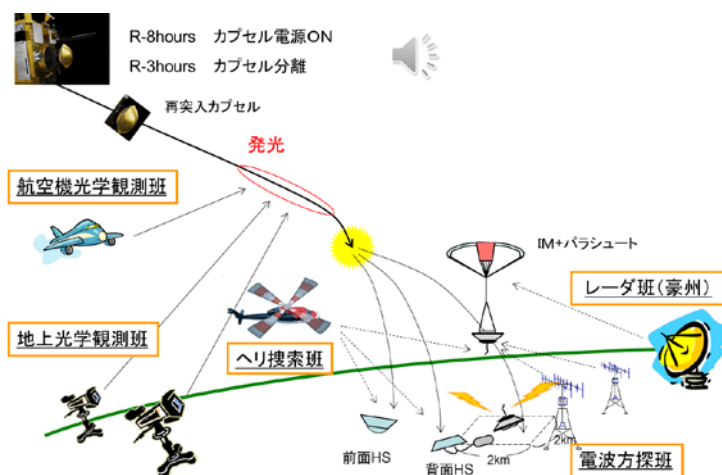 R-8hours カプセル電源ON
R-3hours カプセル分離
再突入カプセル
発光
航空機光学観測班
IM+パラシュート
レーダ班(豪州)
地上光学観測班
ヘリ捜索班
前面HS
背面HS
2km
2km
電波方探班